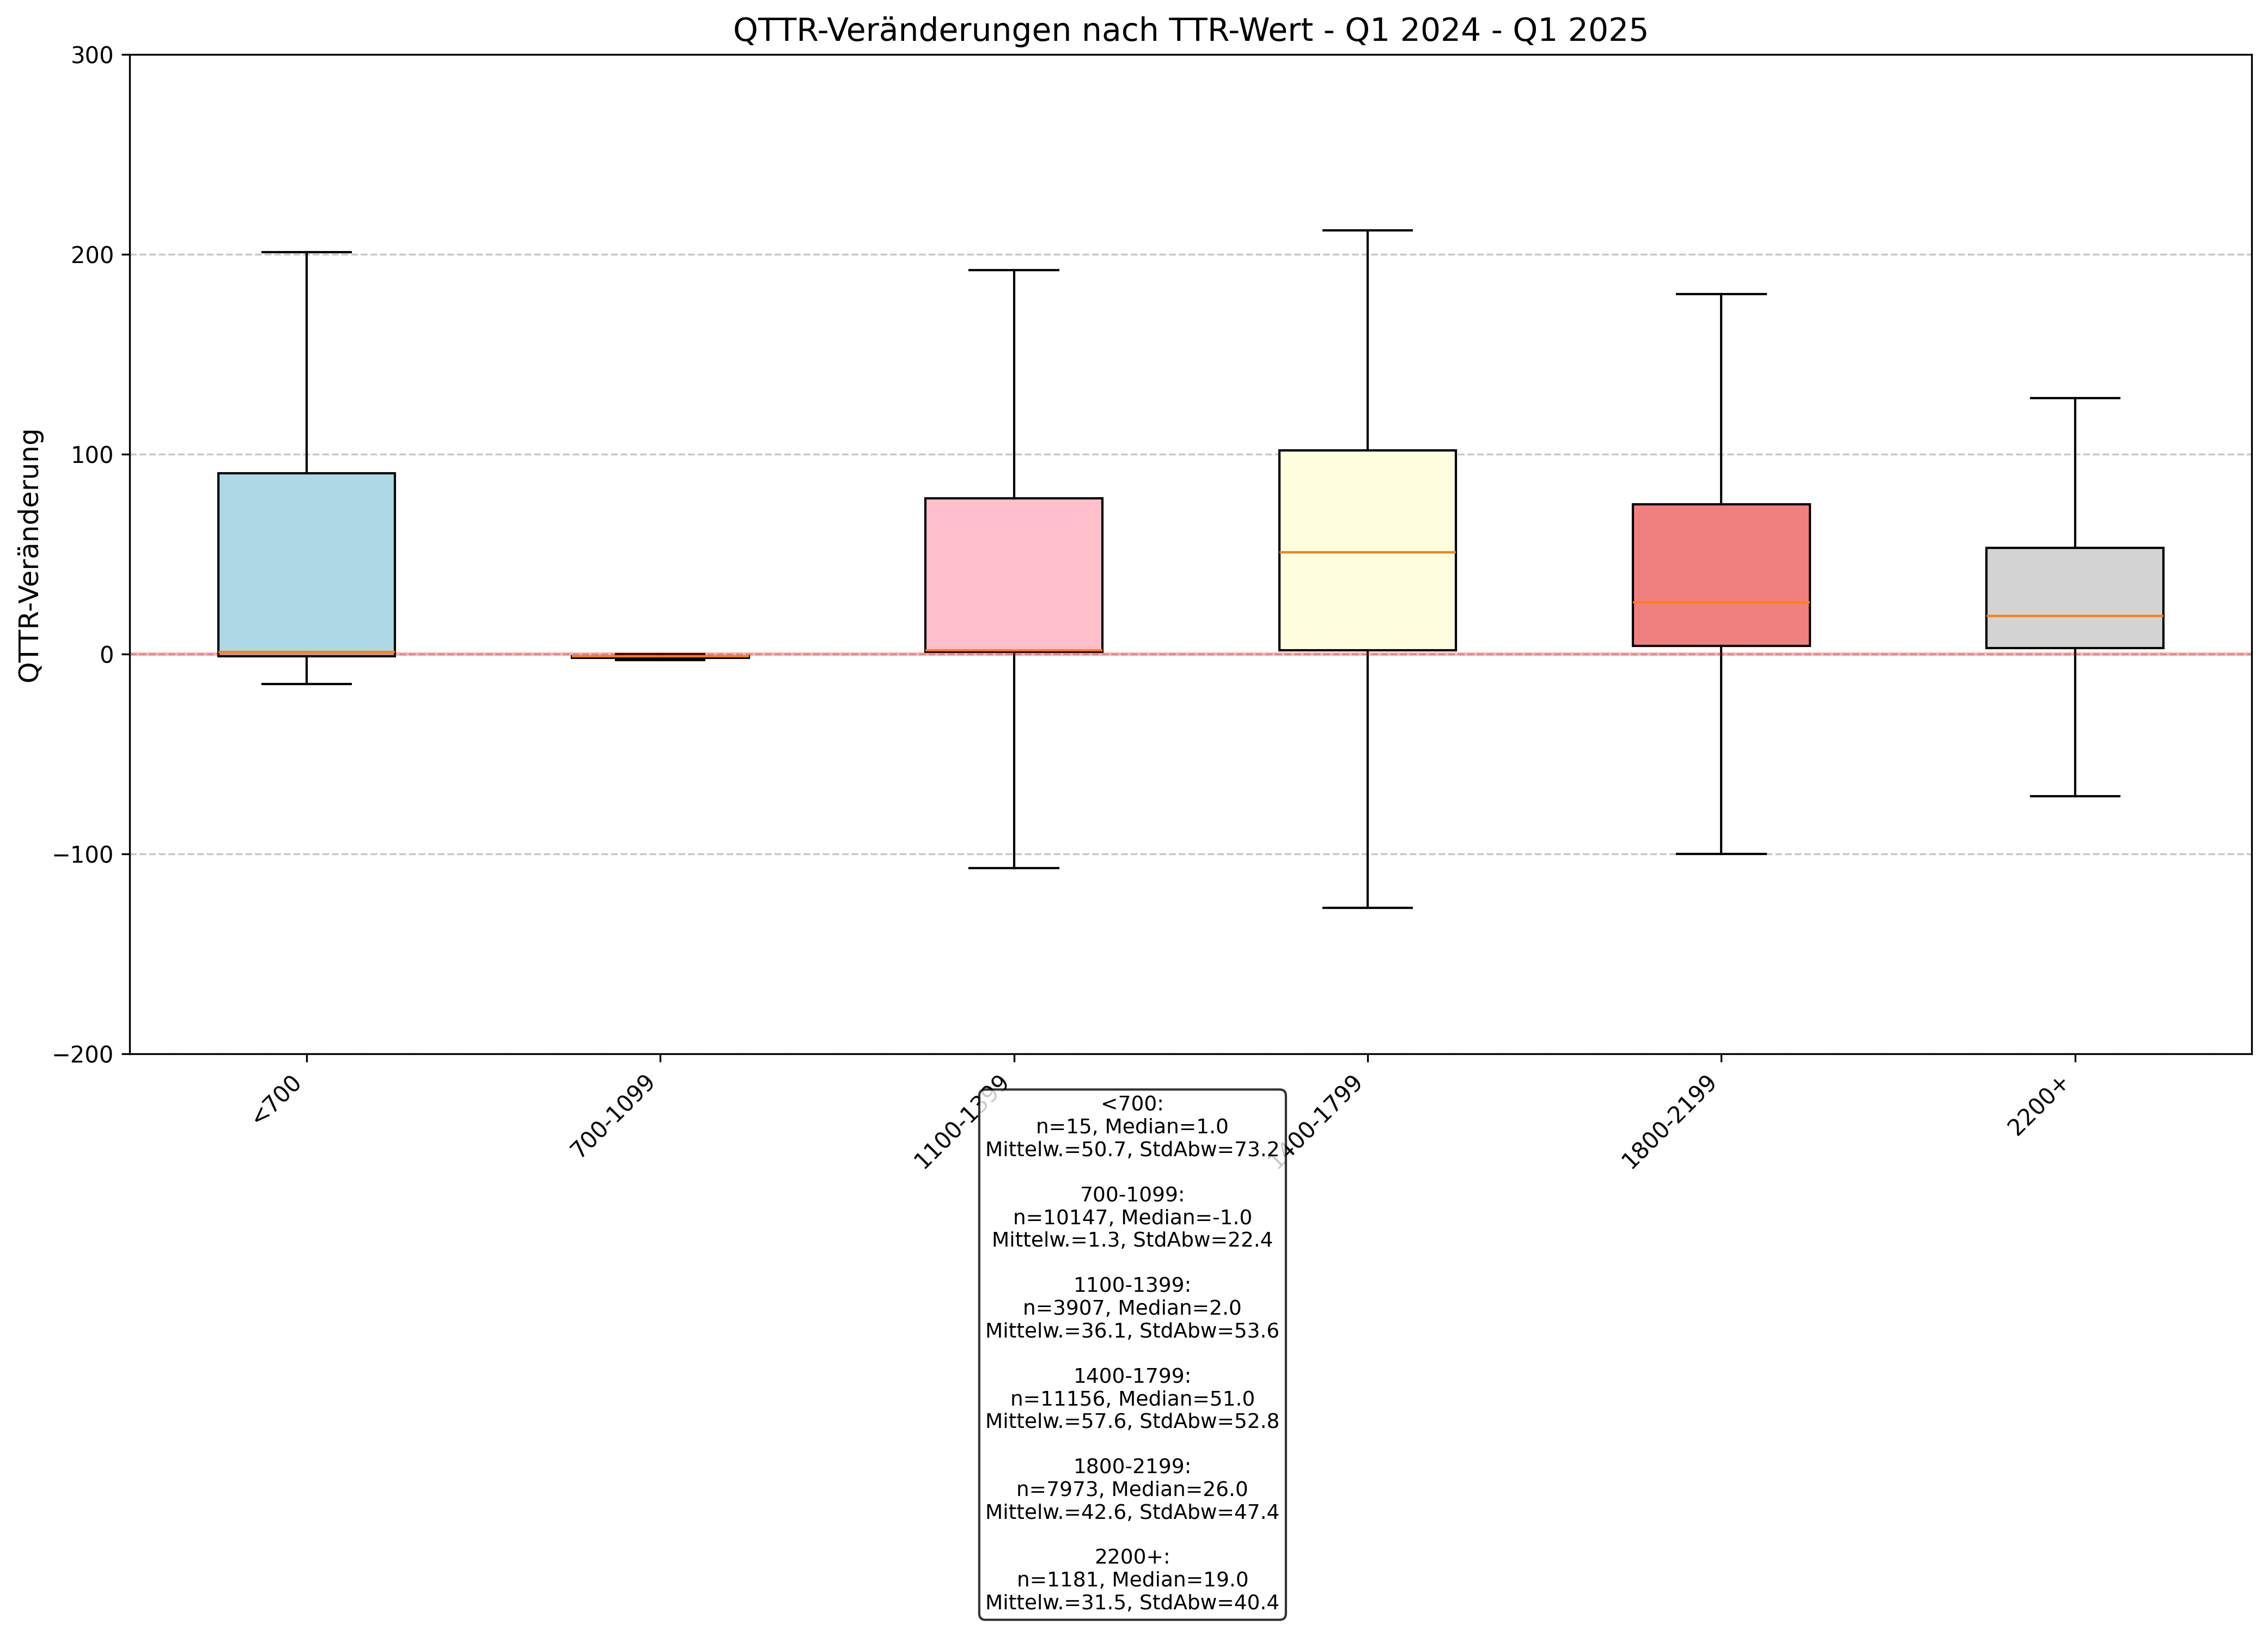 QTTR-Veränderungen nach TTR-Wert - Q1 2024 - Q1 2025
QTTR-Veränderung
300
200
100
0
−100
−200
<700
700-1099
1100-1399
1400-1799
1800-2199
2200+
<700:
n=15, Median=1.0
Mittelw.=50.7, StdAbw=73.2
700-1099:
n=10147, Median=-1.0
Mittelw.=1.3, StdAbw=22.4
1100-1399:
n=3907, Median=2.0
Mittelw.=36.1, StdAbw=53.6
1400-1799:
n=11156, Median=51.0
Mittelw.=57.6, StdAbw=52.8
1800-2199:
n=7973, Median=26.0
Mittelw.=42.6, StdAbw=47.4
2200+:
n=1181, Median=19.0
Mittelw.=31.5, StdAbw=40.4